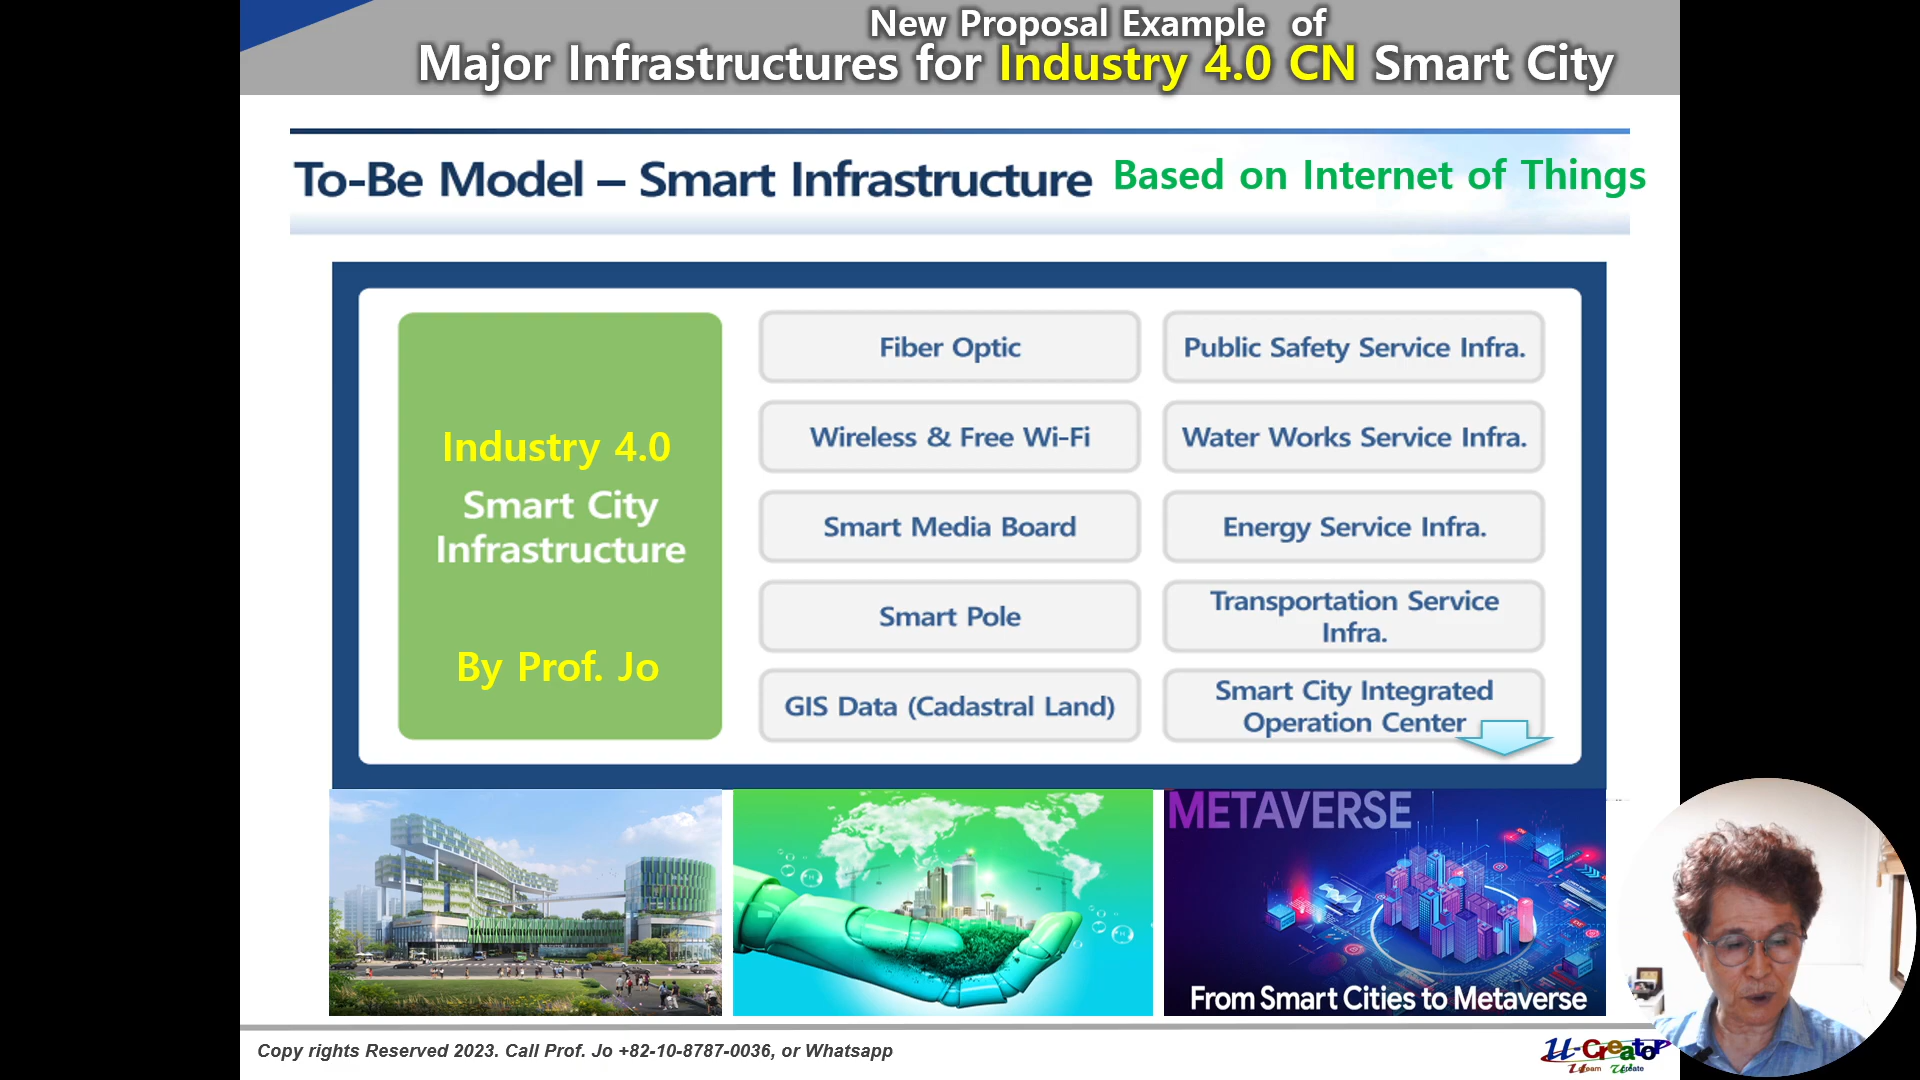 New Proposal Example of
Major Infrastructures for Industry 4.0 CN Smart City
To-Be Model – Smart Infrastructure Based on Internet of Things
Industry 4.0
Smart City
Infrastructure
By Prof. Jo
Fiber Optic
Public Safety Service Infra.
Wireless & Free Wi-Fi
Water Works Service Infra.
Smart Media Board
Energy Service Infra.
Smart Pole
Transportation Service
Infra.
GIS Data (Cadastral Land)
Smart City Integrated
Operation Center
METAVERSE
From Smart Cities to Metaverse
Copy rights Reserved 2023. Call Prof. Jo +82-10-8787-0036, or Whatsapp
U-Creator